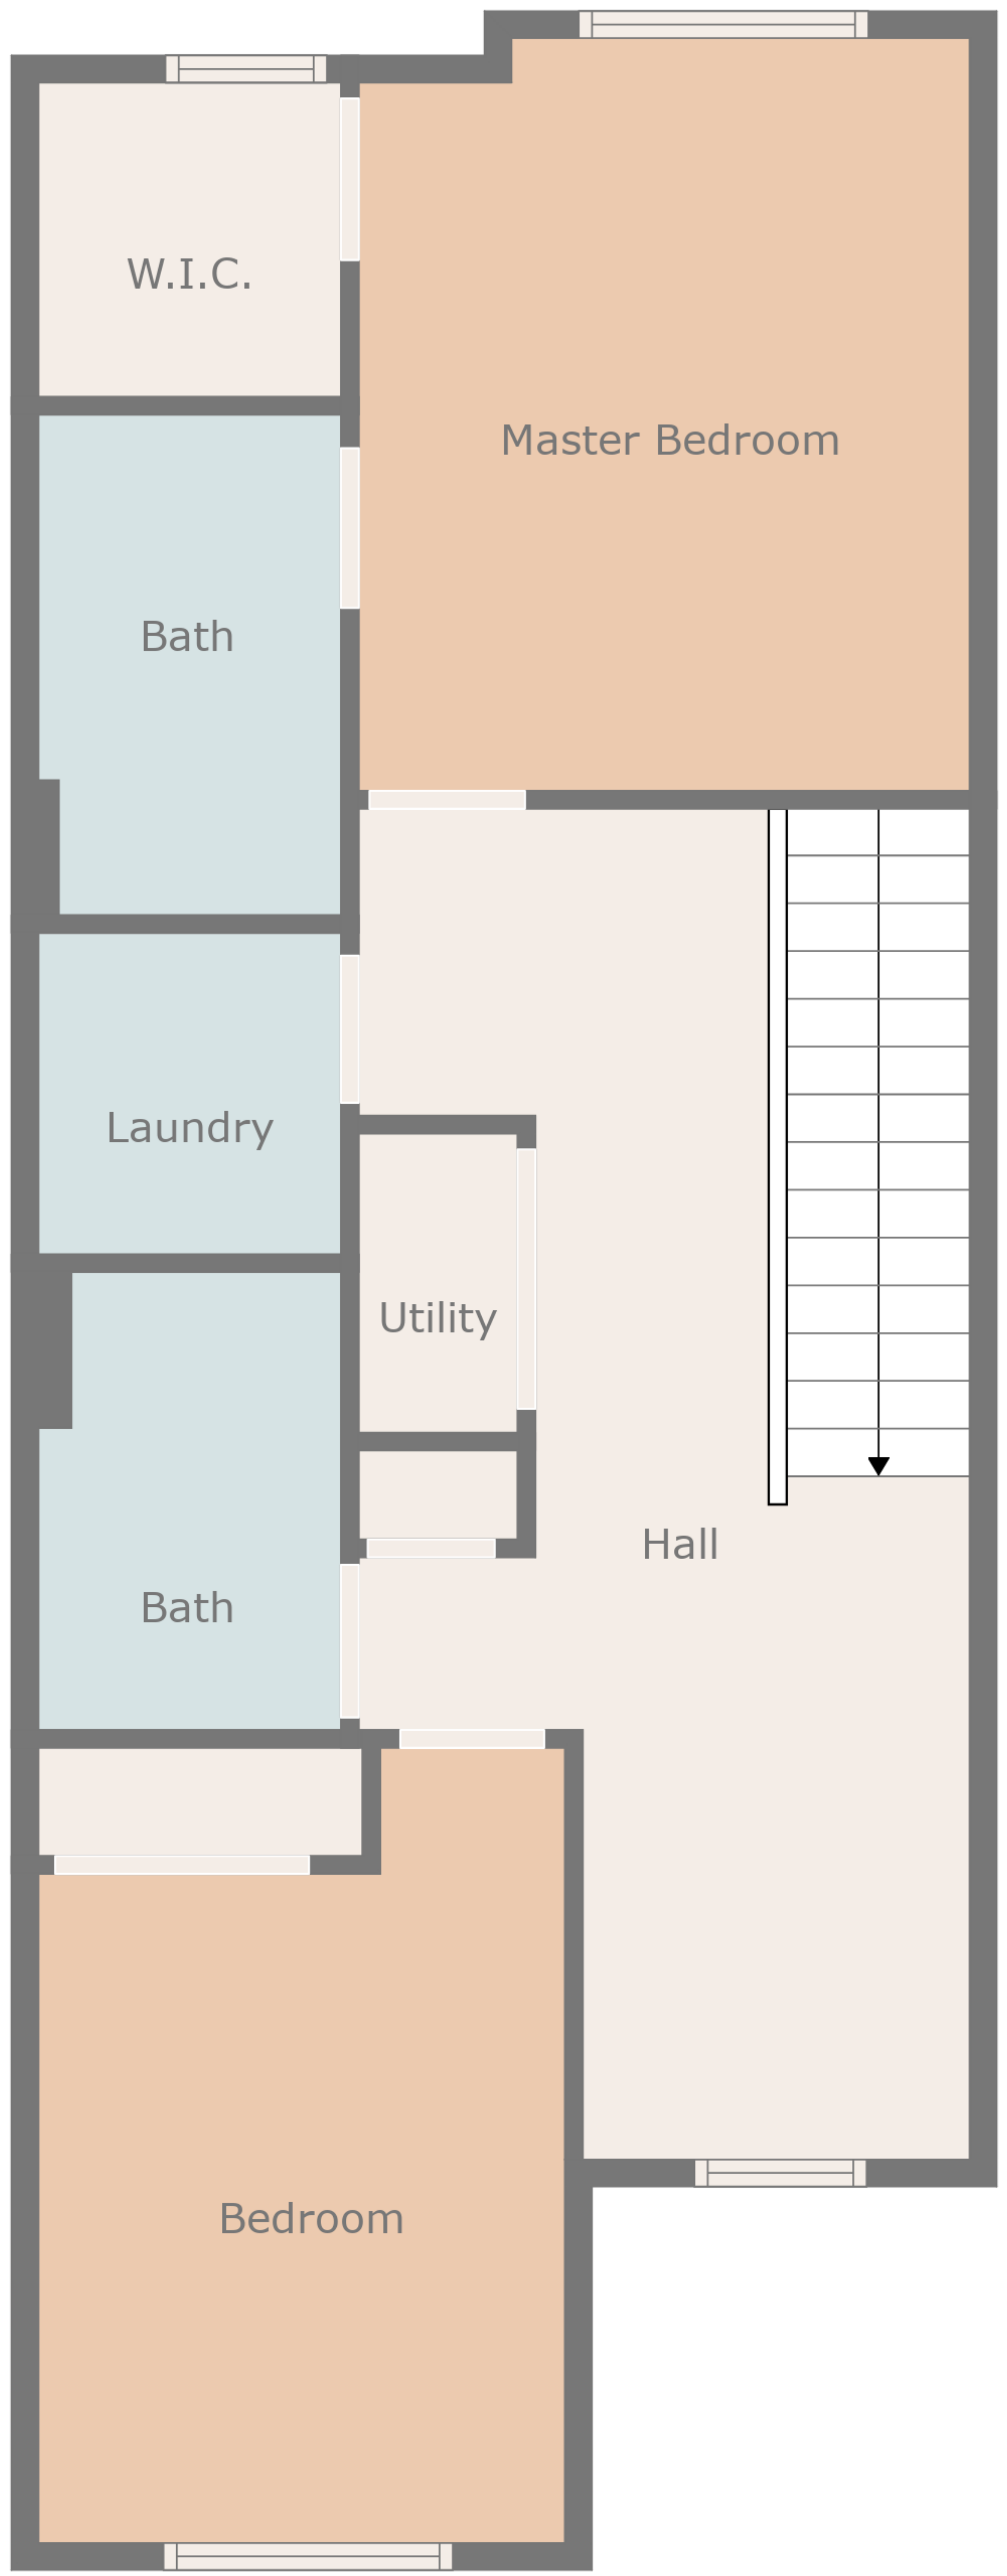 W.I.C.
Master Bedroom
Bath
Laundry
Utility
Hall
Bath
Bedroom